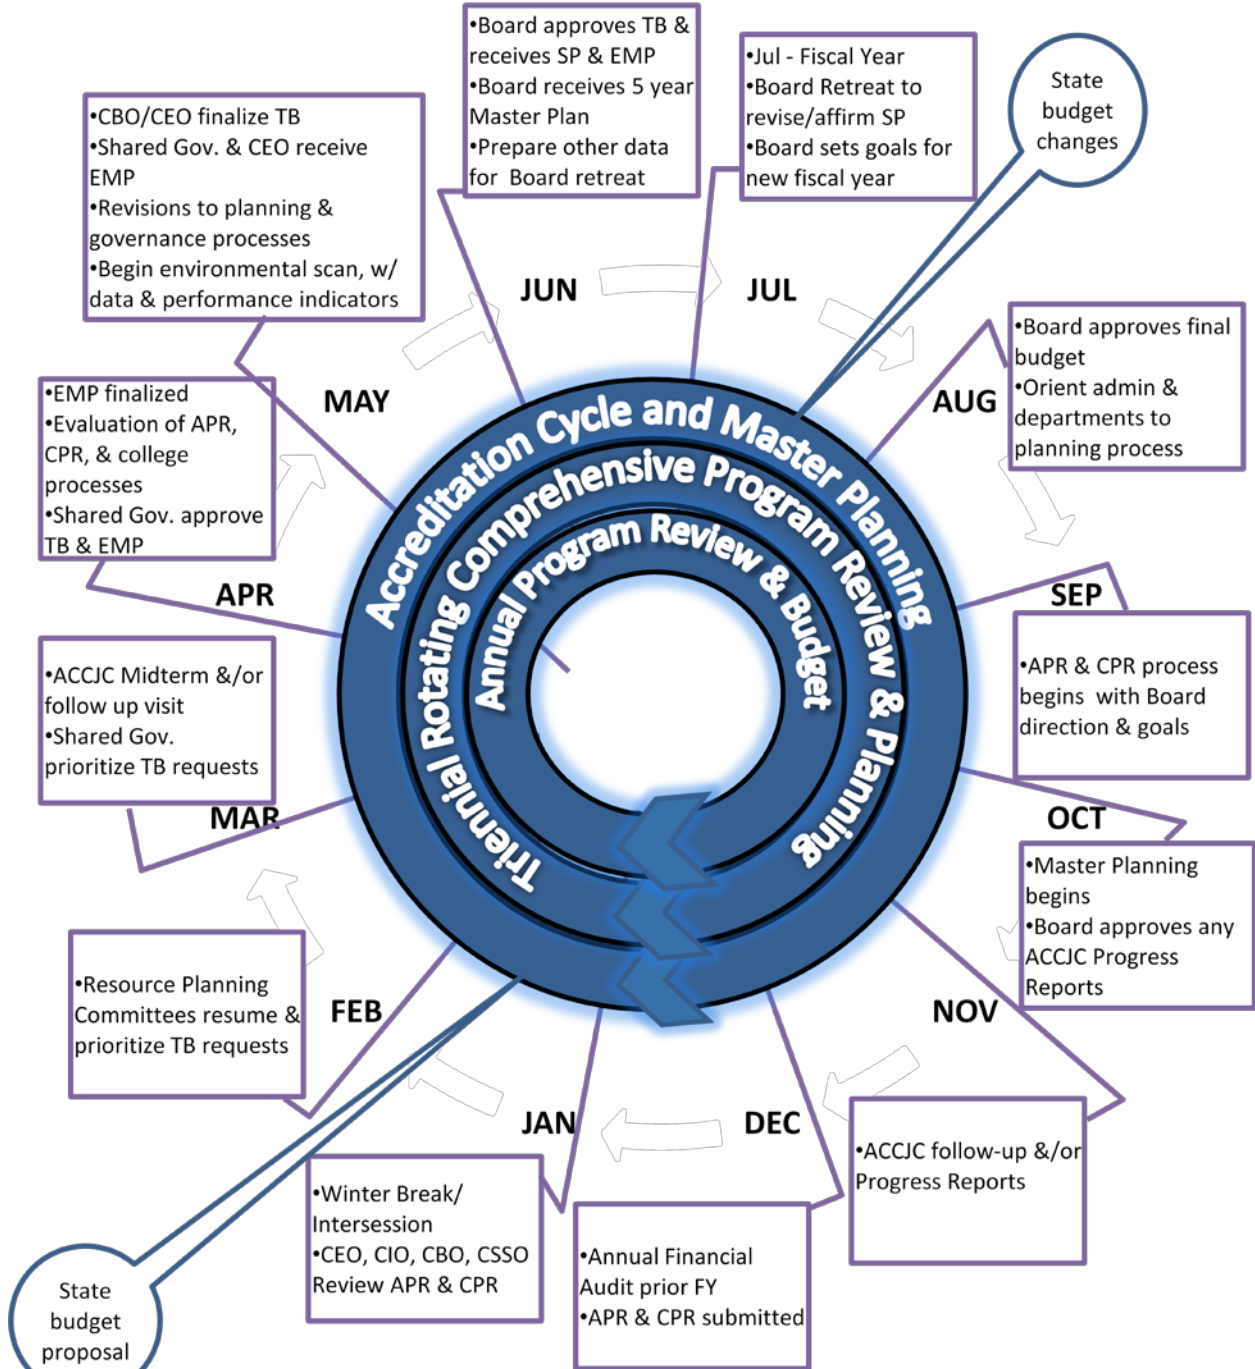 •Board approves TB &
receives SP & EMP
•Board receives 5 year
Master Plan
•Prepare other data
for  Board retreat
•Jul - Fiscal Year
•Board Retreat to
revise/affirm SP
•Board sets goals for
new fiscal year
State
budget
changes
•CBO/CEO finalize TB
•Shared Gov. & CEO receive
EMP
•Revisions to planning &
governance processes
•Begin environmental scan, w/
data & performance indicators
JUN
JUL
•Board approves final
budget
•Orient admin &
departments to
planning process
MAY
AUG
•EMP finalized
•Evaluation of APR,
CPR, & college
processes
•Shared Gov. approve
TB & EMP
Accreditation Cycle and Master Planning
Triennial Rotating Comprehensive Program Review & Planning
Annual Program Review & Budget
APR
SEP
•ACCJC Midterm &/or
follow up visit
•Shared Gov.
prioritize TB requests
•APR & CPR process
begins  with Board
direction & goals
MAR
OCT
•Master Planning
begins
•Board approves any
ACCJC Progress
Reports
•Resource Planning
Committees resume &
prioritize TB requests
FEB
NOV
JAN
DEC
•ACCJC follow-up &/or
Progress Reports
•Winter Break/
Intersession
•CEO, CIO, CBO, CSSO
Review APR & CPR
•Annual Financial
Audit prior FY
•APR & CPR submitted
State
budget
proposal